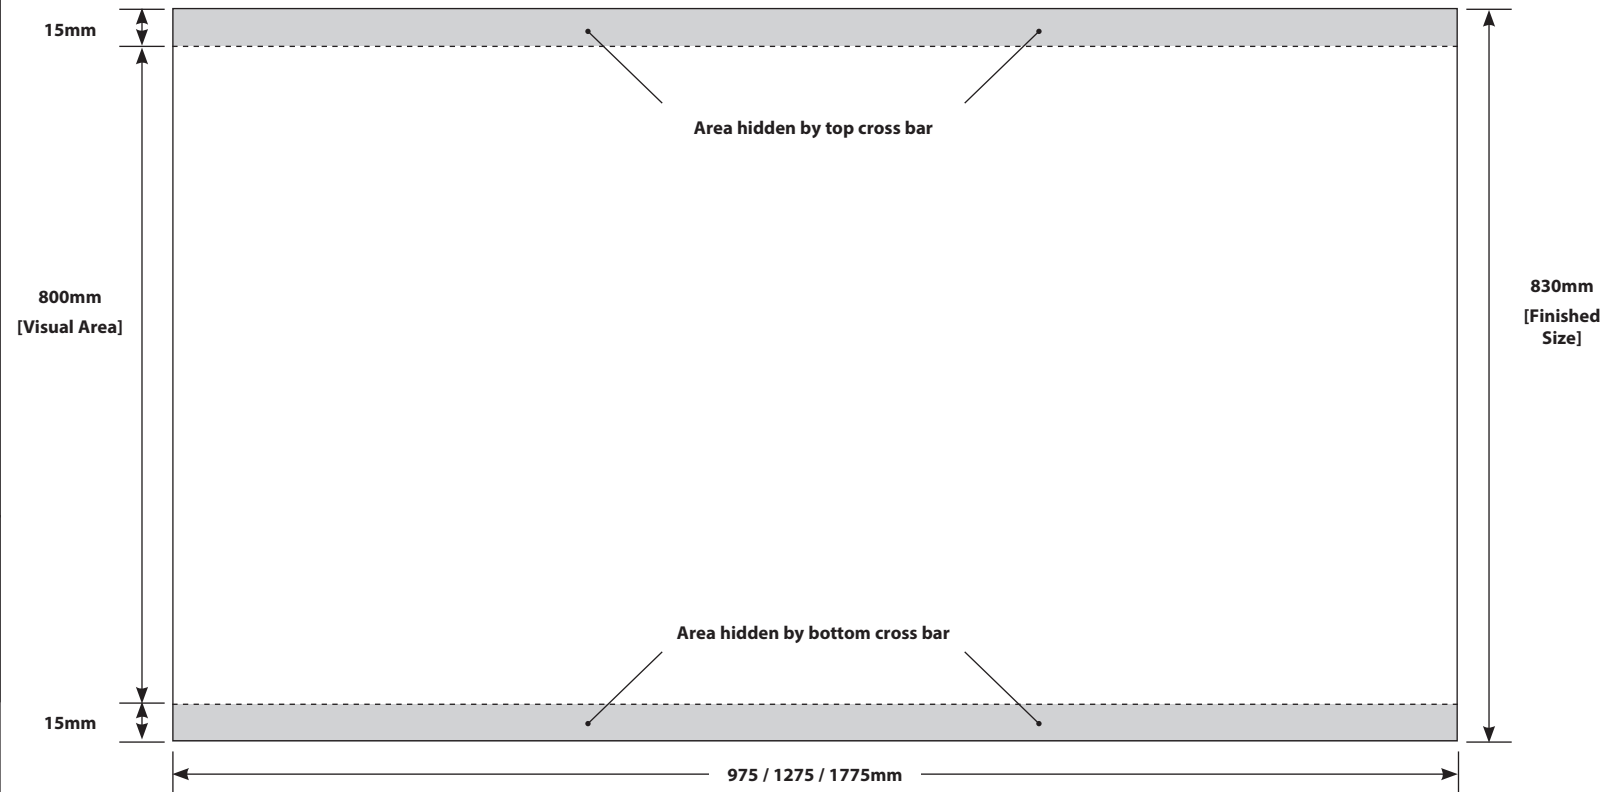 15mm
Area hidden by top cross bar
800mm
[Visual Area]
830mm
[Finished
Size]
Area hidden by bottom cross bar
15mm
975 / 1275 / 1775mm